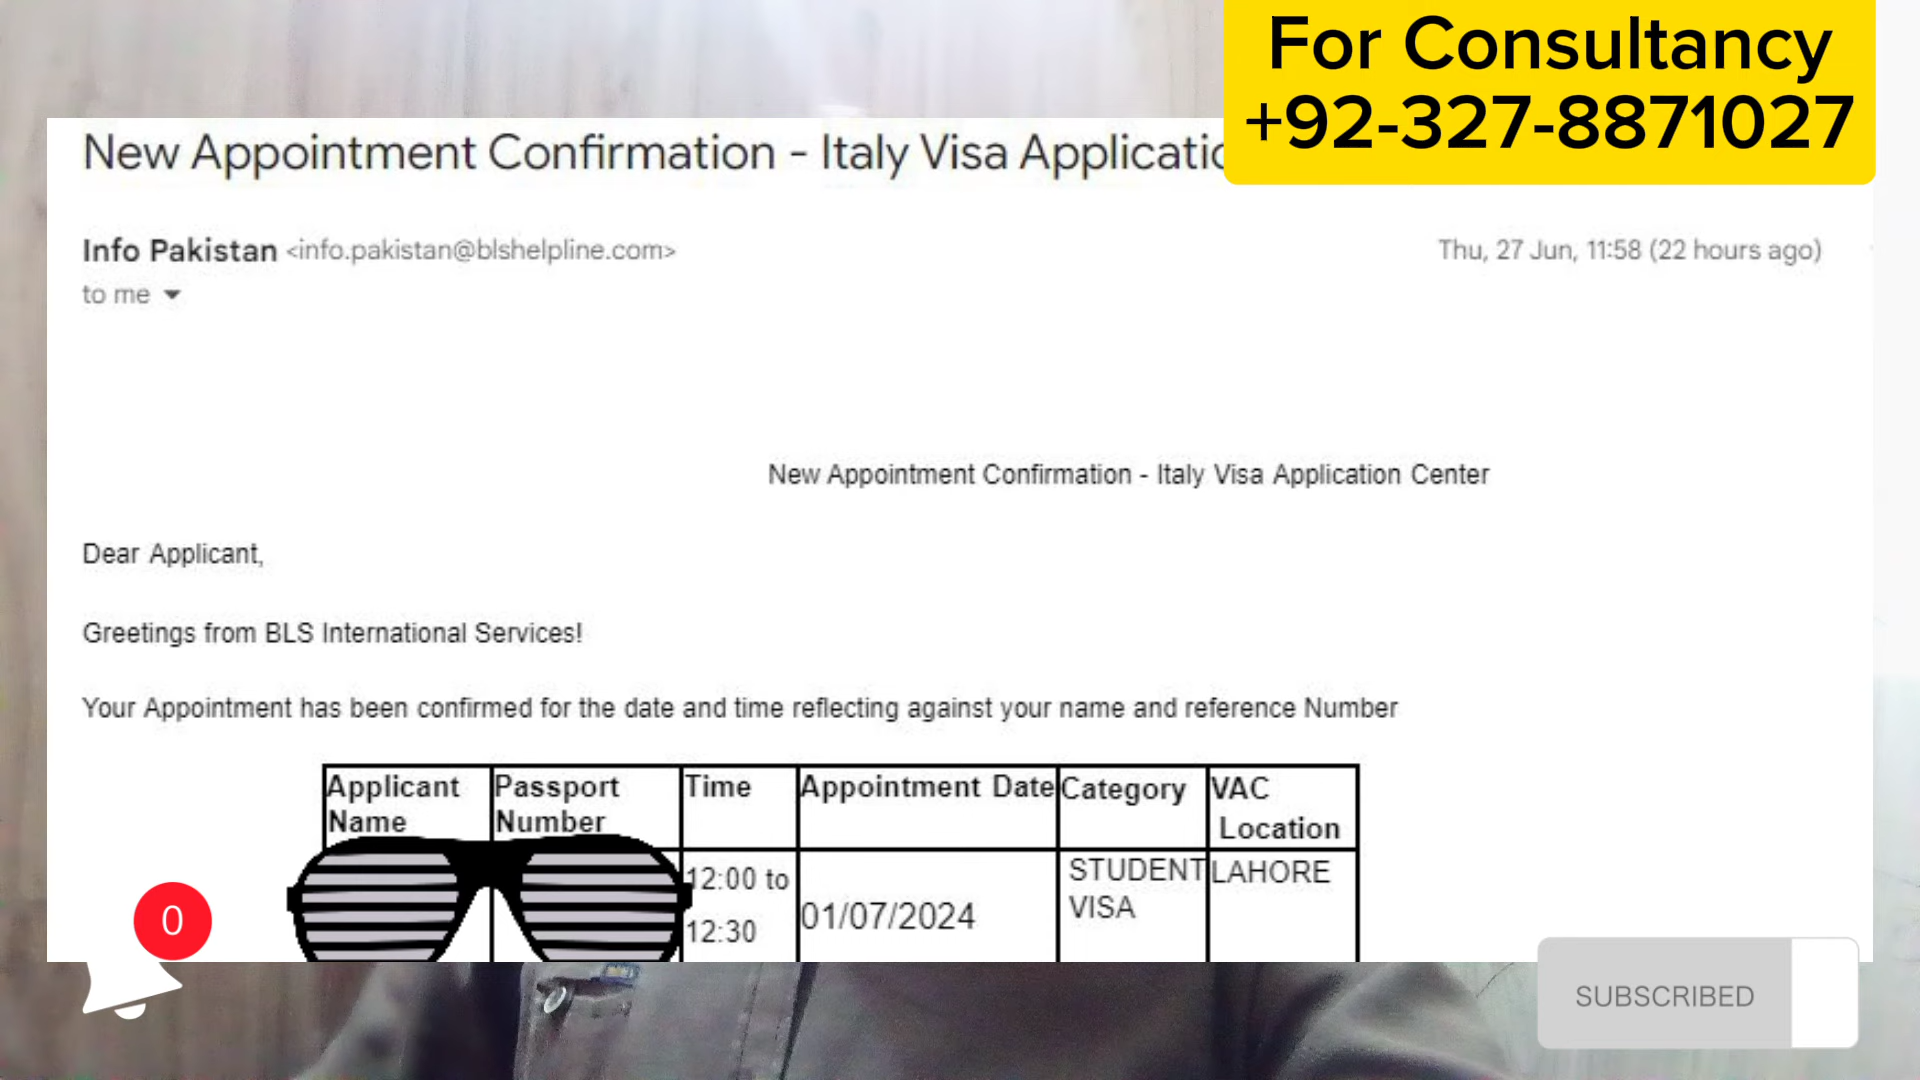 For Consultancy
+92-327-8871027
New Appointment Confirmation - Italy Visa
Info Pakistan <info.pakistan@blshelpline.com>
Thu, 27 Jun, 11:58 (22 hours ago)
to me
New Appointment Confirmation - Italy Visa Application Center
Dear Applicant,
Greetings from BLS International Services!
Your Appointment has been confirmed for the date and time reflecting against your name and reference Number
Applicant Name
Passport Number
Time
Appointment Date
Category
VAC Location
12:00 to
12:30
01/07/2024
STUDENT
VISA
LAHORE
0
SUBSCRIBED